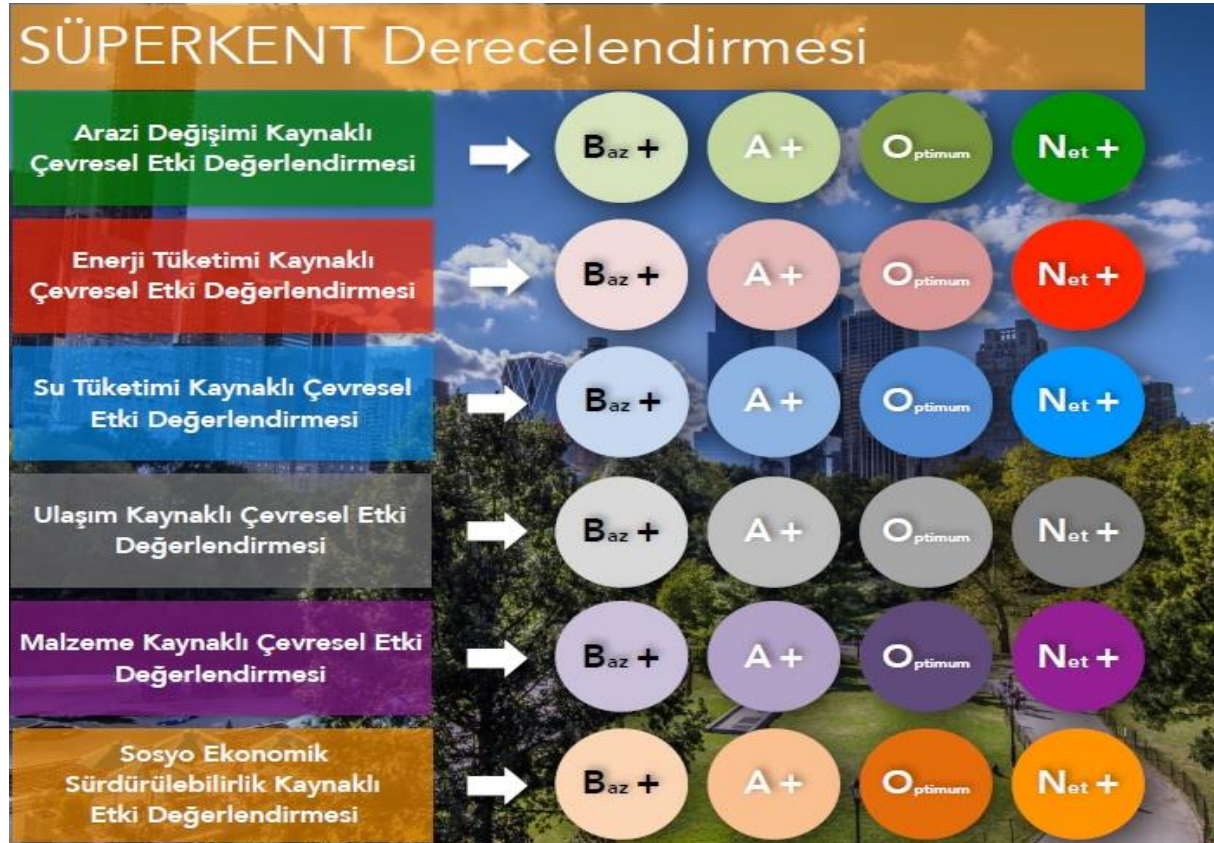 SÜPERKENT Derecelendirmesi
Arazi Değişimi Kaynaklı
Çevresel Etki Değerlendirmesi
Baz + A + Optimum Net +
Enerji Tüketimi Kaynaklı
Çevresel Etki Değerlendirmesi
Baz + A + Optimum Net +
Su Tüketimi Kaynaklı Çevresel
Etki Değerlendirmesi
Baz + A + Optimum Net +
Ulaşım Kaynaklı Çevresel Etki
Değerlendirmesi
Baz + A + Optimum Net +
Malzeme Kaynaklı Çevresel Etki
Değerlendirmesi
Baz + A + Optimum Net +
Sosyo Ekonomik
Sürdürülebilirlik Kaynaklı
Etki Değerlendirmesi
Baz + A + Optimum Net +